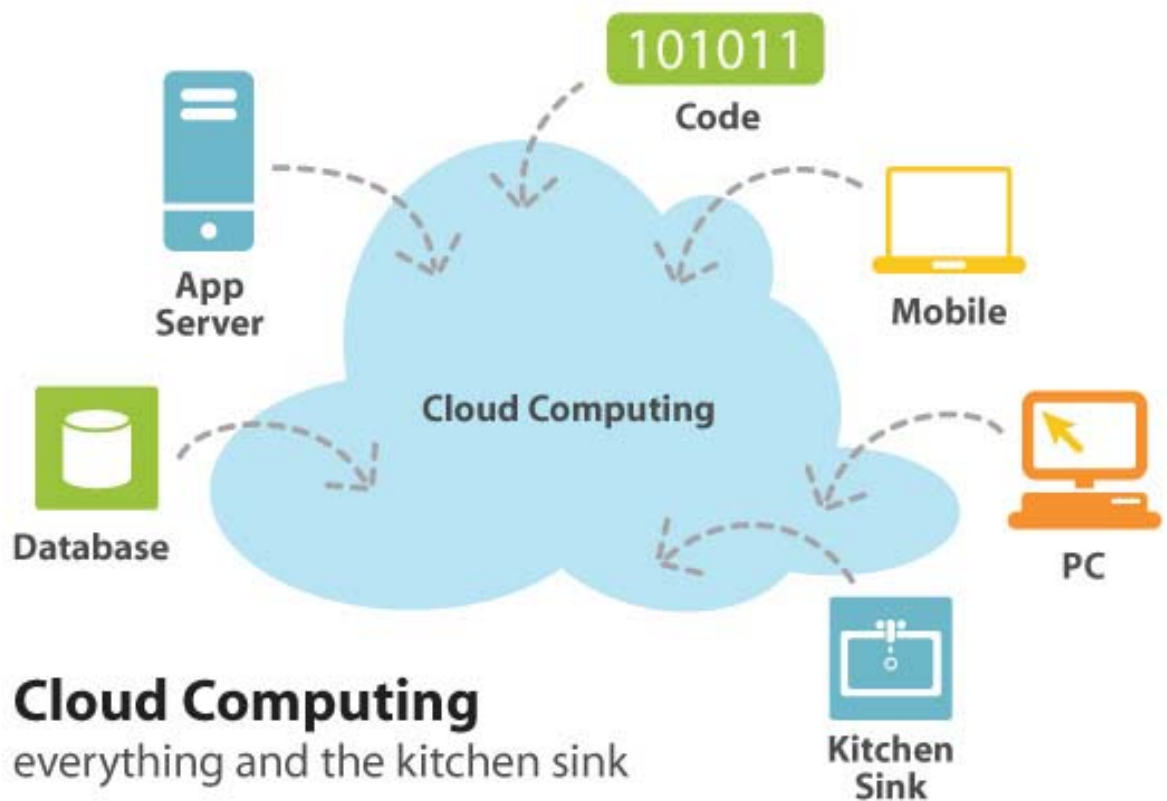 101011
Code
App
Server
Mobile
Cloud Computing
Database
PC
Kitchen
Sink
Cloud Computing
everything and the kitchen sink